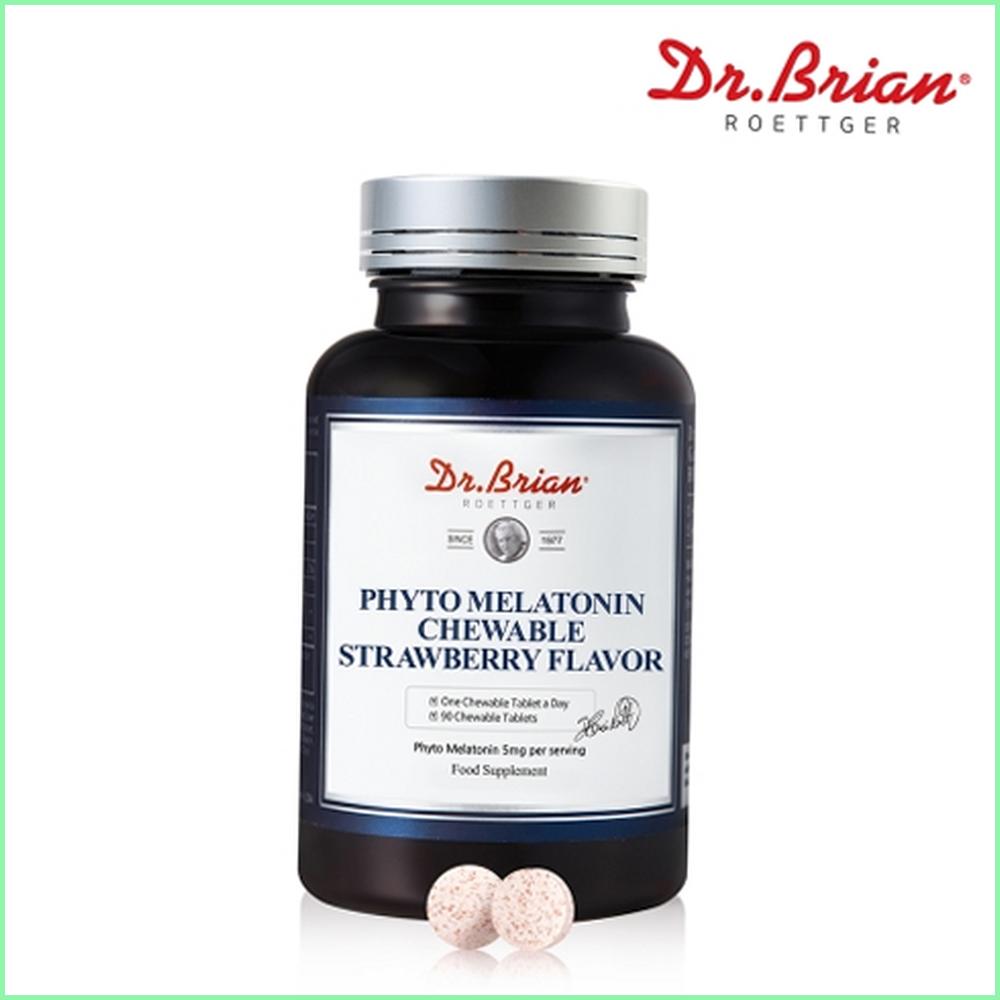 Dr.Brian®
ROETTGER
Dr.Brian®
ROETTGER
SINCE 1977
PHYTO MELATONIN
CHEWABLE
STRAWBERRY FLAVOR
One Chewable Tablet a Day
90 Chewable Tablets
Phyto Melatonin 5mg per serving
Food Supplement